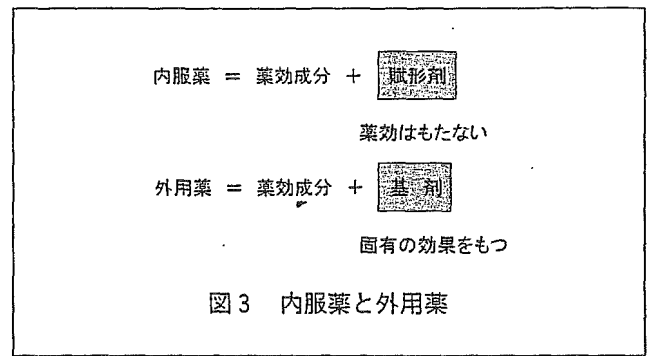 内服薬 = 薬効成分 + 賦形剤
薬効はもたない
外用薬 = 薬効成分 + 基剤
固有の効果をもつ
図3 内服薬と外用薬